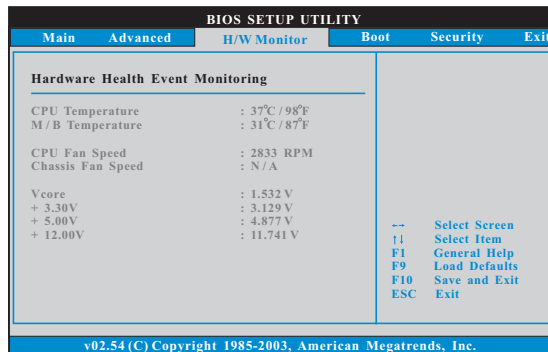 BIOS SETUP UTILITY
Main Advanced H/W Monitor Boot Security Exit
Hardware Health Event Monitoring
CPU Temperature : 37°C / 98°F
M / B Temperature : 31°C / 87°F
CPU Fan Speed : 2833 RPM
Chassis Fan Speed : N / A
Vcore : 1.532 V
+ 3.30V : 3.129 V
+ 5.00V : 4.877 V
+ 12.00V : 11.741 V
←→ Select Screen
↑↓ Select Item
F1 General Help
F9 Load Defaults
F10 Save and Exit
ESC Exit
v02.54 (C) Copyright 1985-2003, American Megatrends, Inc.